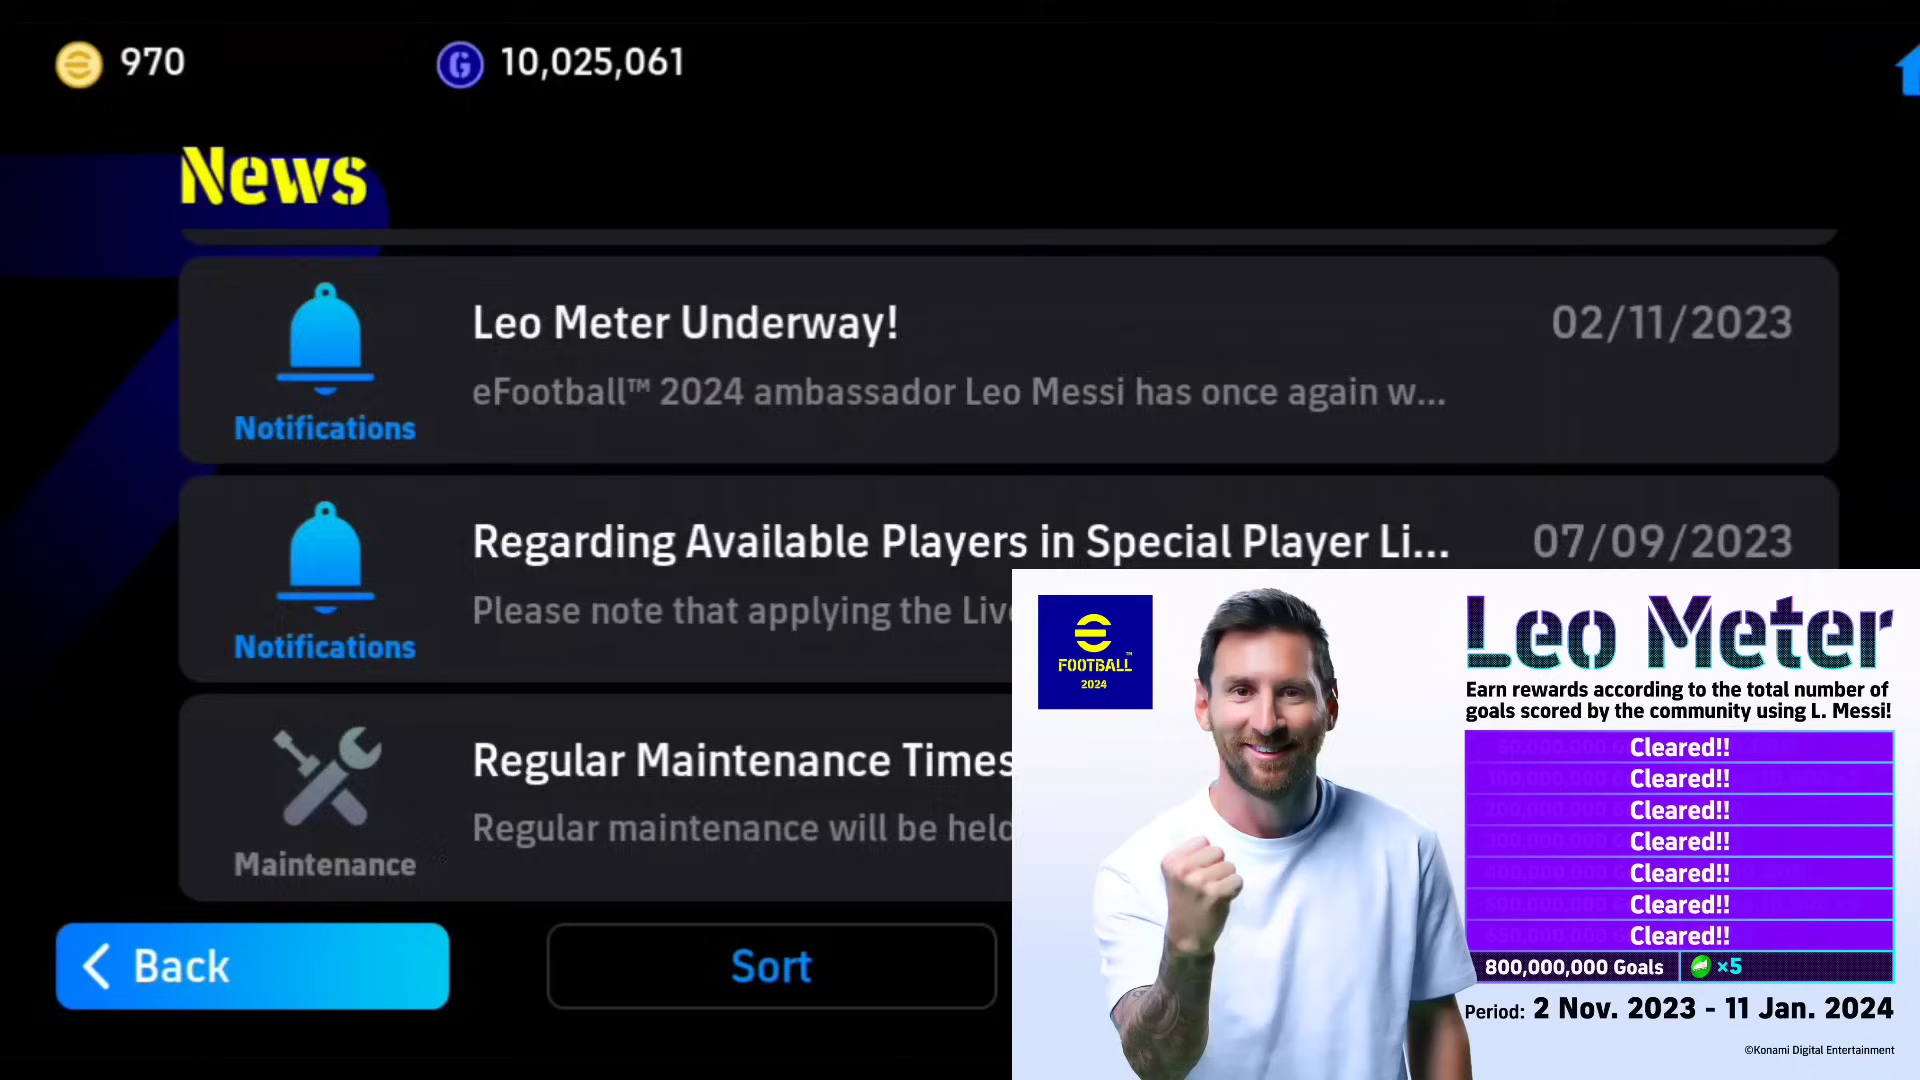 970
10,025,061
News
Leo Meter Underway!
02/11/2023
eFootball™ 2024 ambassador Leo Messi has once again w...
Notifications
Regarding Available Players in Special Player Li...
07/09/2023
Please note that applying the Liv
Notifications
Regular Maintenance Times
Regular maintenance will be held
Maintenance
Back
Sort
FOOTBALL™
2024
Leo Meter
Earn rewards according to the total number of
goals scored by the community using L. Messi!
Cleared!!
Cleared!!
Cleared!!
Cleared!!
Cleared!!
Cleared!!
Cleared!!
800,000,000 Goals ×5
Period: 2 Nov. 2023 - 11 Jan. 2024
©Konami Digital Entertainment